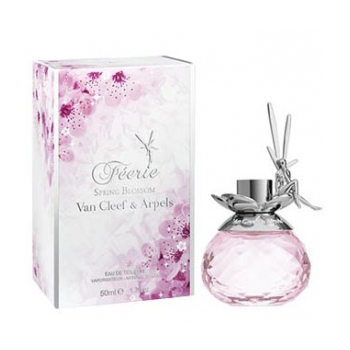 Féerie
SPRING BLOSSOM
Van Cleef & Arpels
EAU DE TOILETTE
50ml